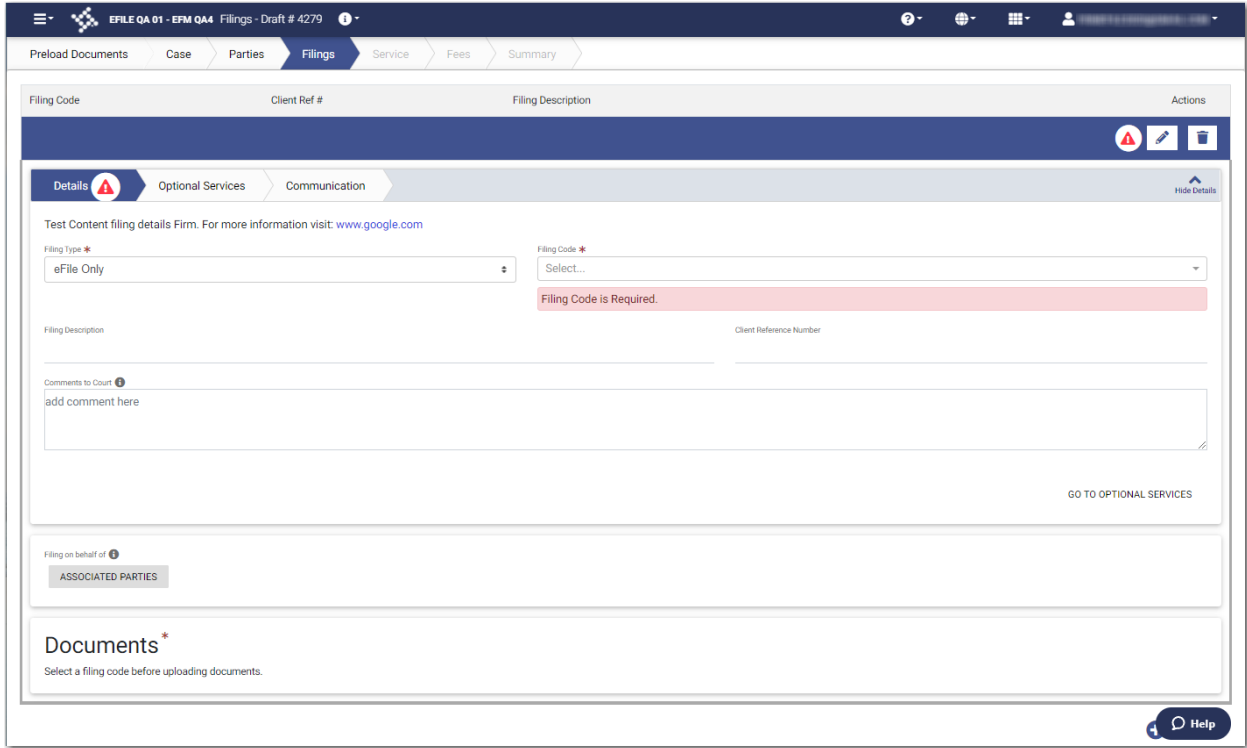 EFILE QA 01 - EFM QA4 Filings - Draft # 4279
Preload Documents Case Parties Filings Service Fees Summary
Filing Code Client Ref # Filing Description Actions
Details Optional Services Communication Hide Details
Test Content filing details Firm. For more information visit: www.google.com
Filing Type * Filing Code *
eFile Only Select...
Filing Code is Required.
Filing Description Client Reference Number
Comments to Court
add comment here
GO TO OPTIONAL SERVICES
Filing on behalf of
ASSOCIATED PARTIES
Documents *
Select a filing code before uploading documents.
Help